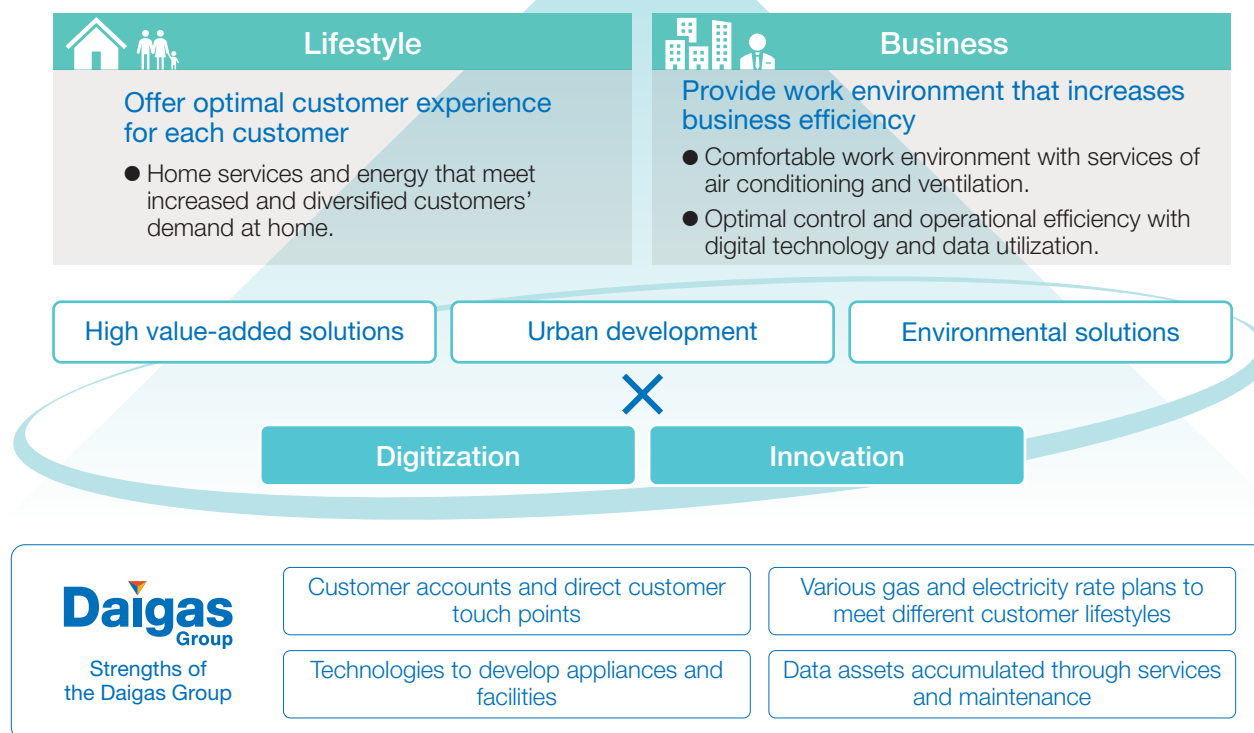 Lifestyle
Offer optimal customer experience
for each customer
● Home services and energy that meet
increased and diversified customers’
demand at home.
Business
Provide work environment that increases
business efficiency
● Comfortable work environment with services of
air conditioning and ventilation.
● Optimal control and operational efficiency with
digital technology and data utilization.
High value-added solutions
Urban development
Environmental solutions
×
Digitization
Innovation
Daigas
Group
Strengths of
the Daigas Group
Customer accounts and direct customer
touch points
Various gas and electricity rate plans to
meet different customer lifestyles
Technologies to develop appliances and
facilities
Data assets accumulated through services
and maintenance